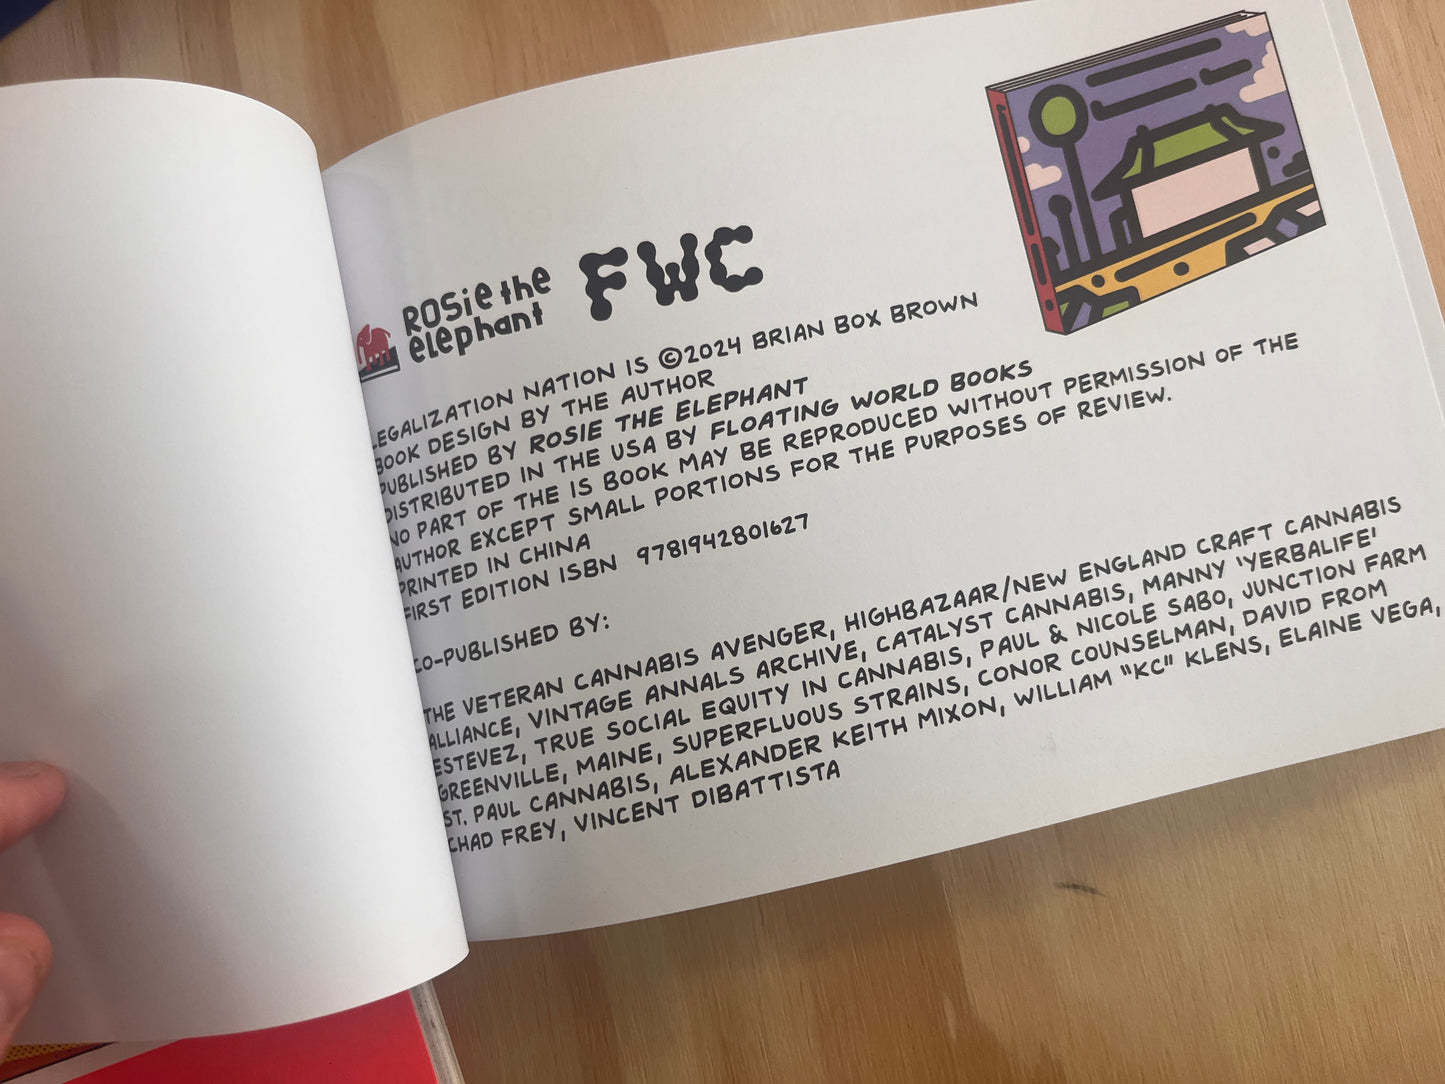 ROSie the
elephant
FWC
LEGALIZATION NATION IS ©2024 BRIAN BOX BROWN
BOOK DESIGN BY THE AUTHOR
PUBLISHED BY ROSIE THE ELEPHANT
DISTRIBUTED IN THE USA BY FLOATING WORLD BOOKS
NO PART OF THE IS BOOK MAY BE REPRODUCED WITHOUT PERMISSION OF THE
AUTHOR EXCEPT SMALL PORTIONS FOR THE PURPOSES OF REVIEW.
PRINTED IN CHINA
FIRST EDITION ISBN 9781942801627
CO-PUBLISHED BY:
THE VETERAN CANNABIS AVENGER, HIGHBAZAAR/NEW ENGLAND CRAFT CANNABIS
ALLIANCE, VINTAGE ANNALS ARCHIVE, CATALYST CANNABIS, MANNY 'YERBALIFE'
ESTEVEZ, TRUE SOCIAL EQUITY IN CANNABIS, PAUL & NICOLE SABO, JUNCTION FARM
GREENVILLE, MAINE, SUPERFLUOUS STRAINS, CONOR COUNSELMAN, DAVID FROM
ST. PAUL CANNABIS, ALEXANDER KEITH MIXON, WILLIAM "KC" KLENS, ELAINE VEGA,
CHAD FREY, VINCENT DIBATTISTA